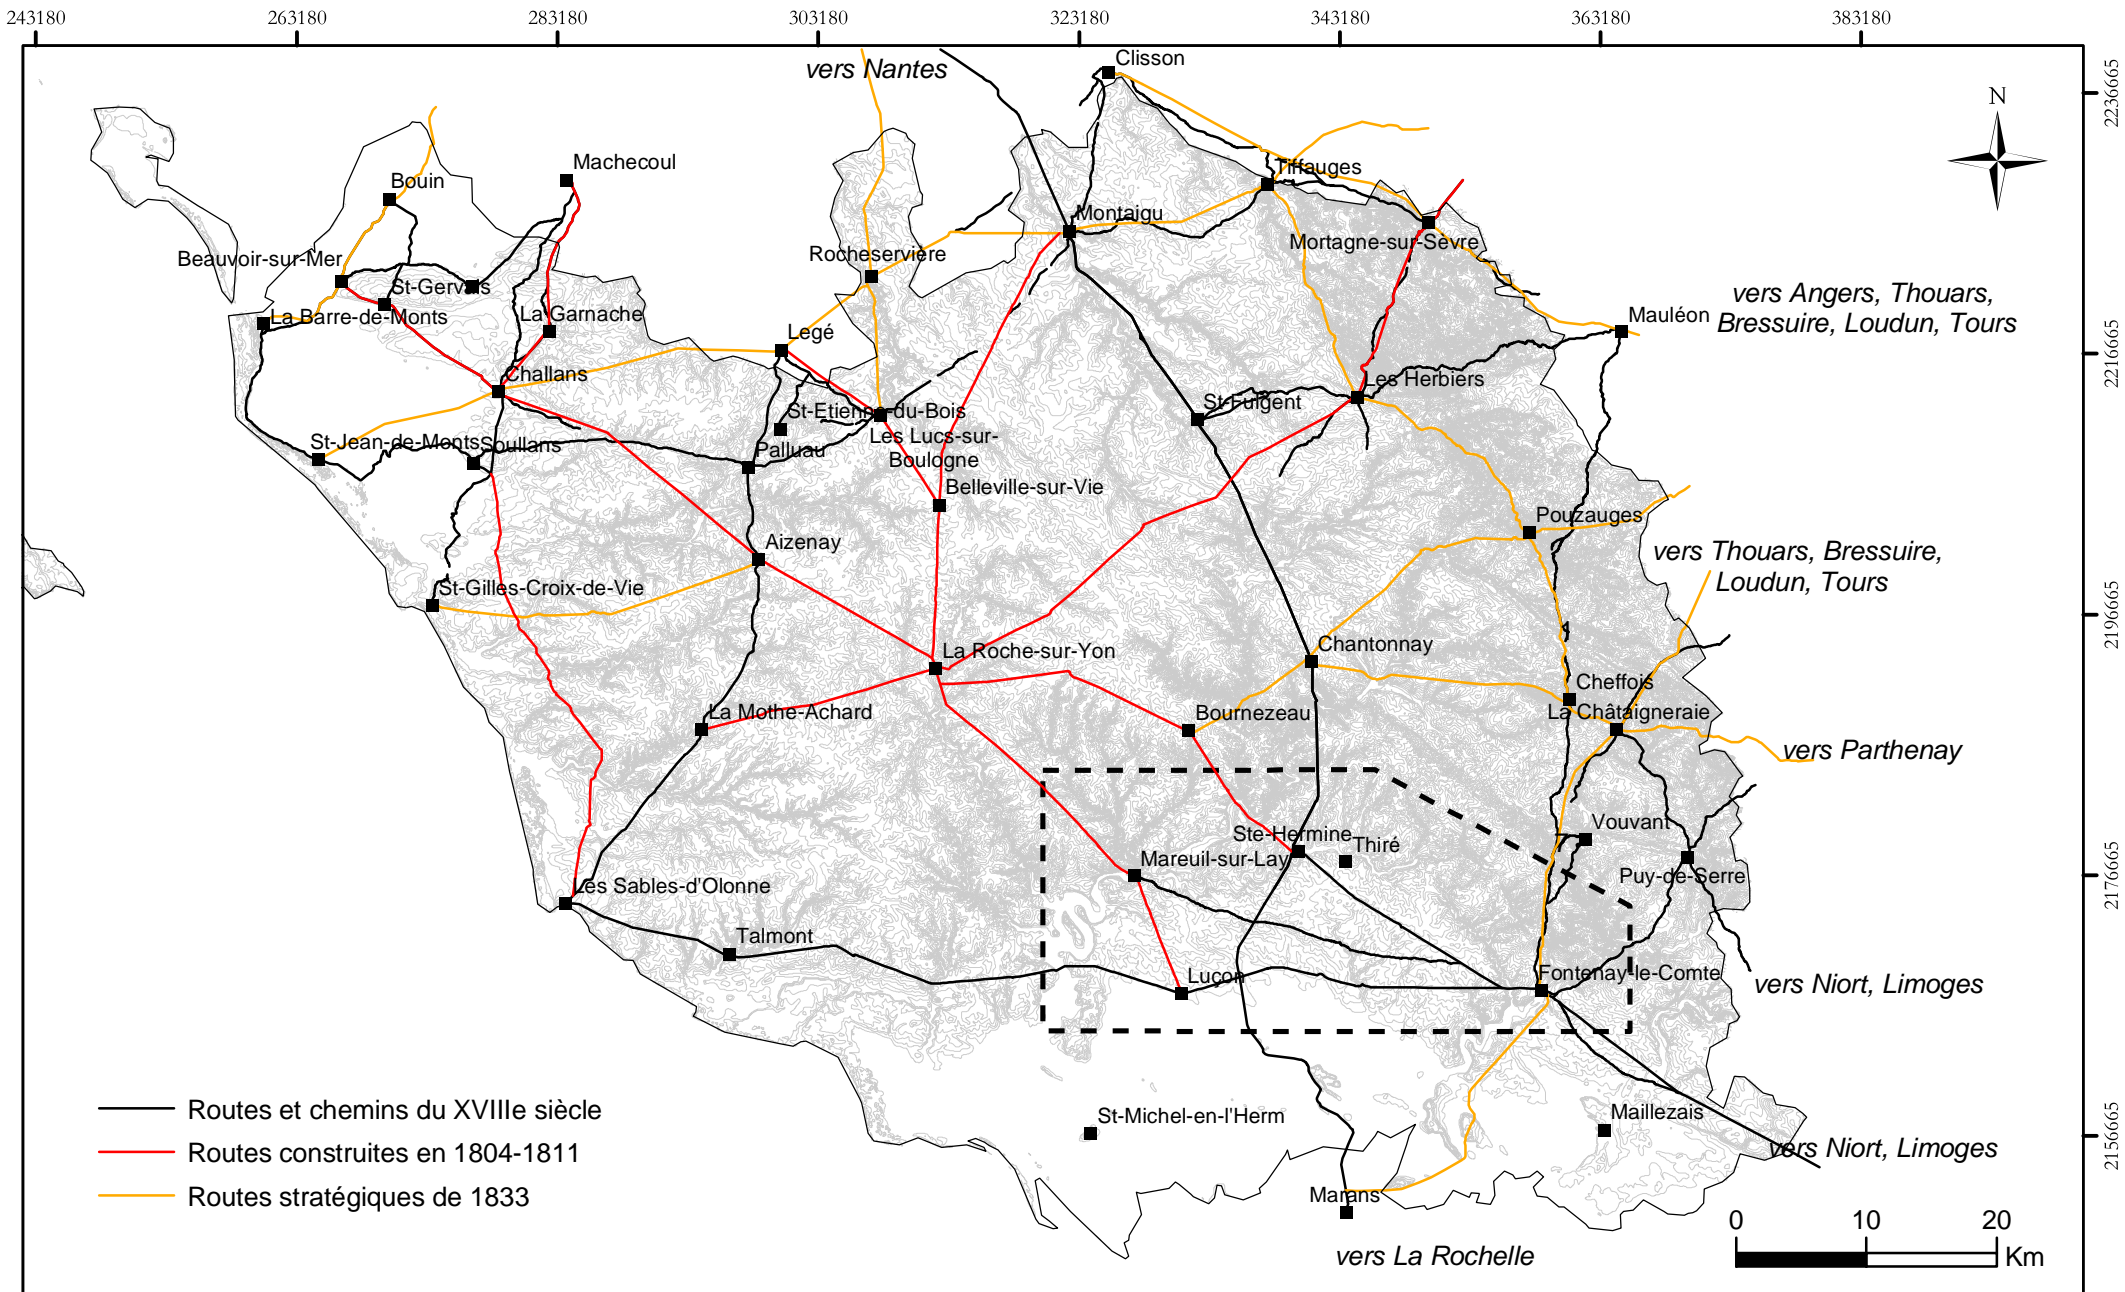 243180
263180
283180
303180
323180
343180
363180
383180
2236665
2216665
2196665
2176665
2156665
N
vers Nantes
Clisson
Machecoul
Bouin
Tiffauges
Montaigu
Mortagne-sur-Sèvre
Rocheservière
Beauvoir-sur-Mer
St-Gervais
La Barre-de-Monts
La Garnache
vers Angers, Thouars,
Bressuire, Loudun, Tours
Mauléon
Legé
Challans
Les Herbiers
St-Fulgent
St-Etienne-du-Bois
Les Lucs-sur-
Boulogne
St-Jean-de-Monts
Soullans
Palluau
Belleville-sur-Vie
Pouzauges
Aizenay
vers Thouars, Bressuire,
Loudun, Tours
St-Gilles-Croix-de-Vie
La Roche-sur-Yon
Chantonnay
Cheffois
La Châtaigneraie
La Mothe-Achard
Bournezeau
vers Parthenay
Vouvant
Ste-Hermine
Thiré
Mareuil-sur-Lay
Puy-de-Serre
Les Sables-d'Olonne
Talmont
Luçon
Fontenay-le-Comte
vers Niort, Limoges
St-Michel-en-l'Herm
Maillezais
vers Niort, Limoges
Marans
vers La Rochelle
Routes et chemins du XVIIIe siècle
Routes construites en 1804-1811
Routes stratégiques de 1833
0 10 20
Km